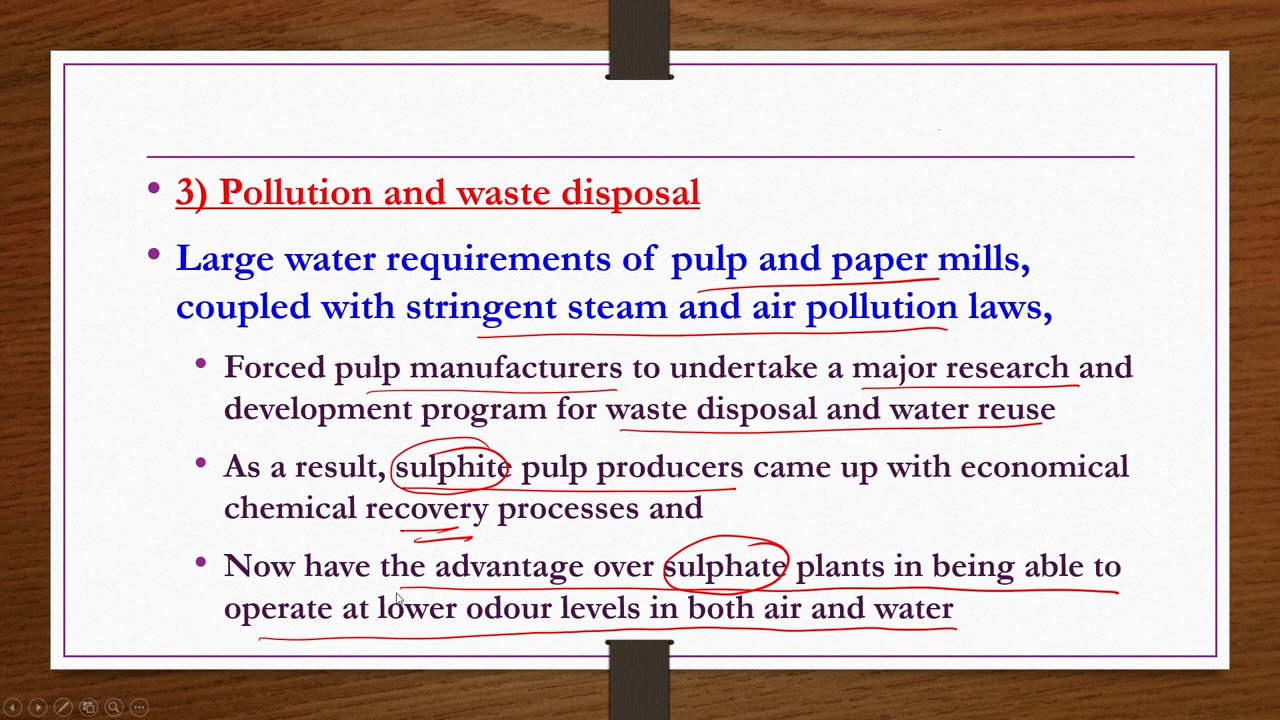 • 3) Pollution and waste disposal
• Large water requirements of pulp and paper mills,
coupled with stringent steam and air pollution laws,
• Forced pulp manufacturers to undertake a major research and
development program for waste disposal and water reuse
• As a result, sulphite pulp producers came up with economical
chemical recovery processes and
• Now have the advantage over sulphate plants in being able to
operate at lower odour levels in both air and water